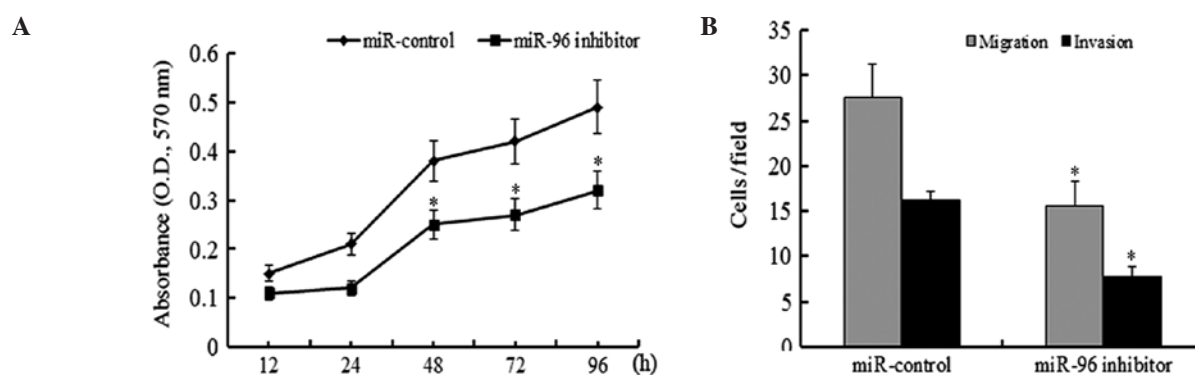 A
miR-control miR-96 inhibitor
Absorbance (O.D., 570 nm)
0.6
0.5
0.4
0.3
0.2
0.1
0
* * *
12 24 48 72 96 (h)
B
Migration Invasion
Cells/field
35
30
25
20
15
10
5
0
*
*
miR-control miR-96 inhibitor